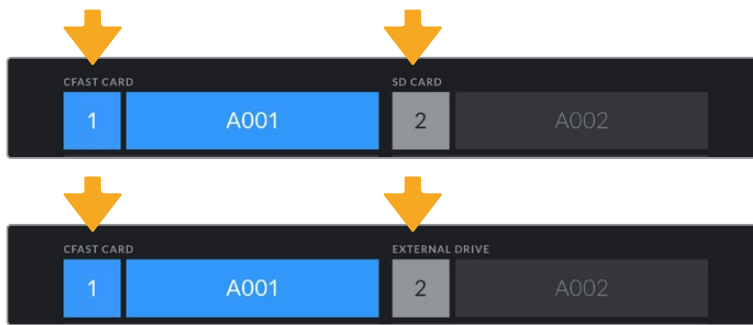 CFAST CARD SD CARD
1 A001 2 A002
CFAST CARD EXTERNAL DRIVE
1 A001 2 A002